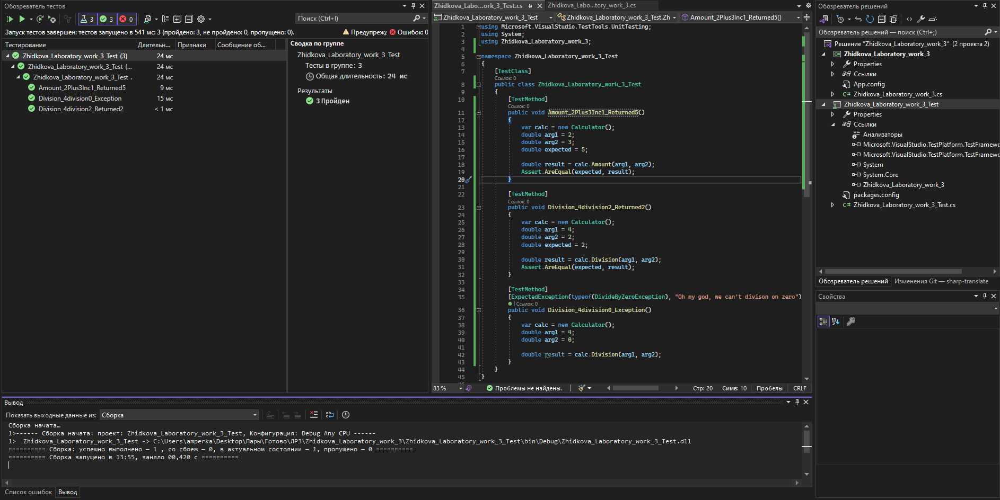 Обозреватель тестов
3 3 0
Поиск (Ctrl+I)
Запуск тестов завершен: тестов запущено в 541 мс: 3 (пройдено: 3, не пройдено: 0, пропущено: 0).
Предупреж Ошибок: 0
Тестирование Длительн... Признаки Сообщение об...
Zhidkova_Laboratory_work_3_Test (3) 24 мс
Zhidkova_Laboratory_work_3_Test (... 24 мс
Zhidkova_Laboratory_work_3_Test . 24 мс
Amount_2Plus3Inc1_Returned5 9 мс
Division_4division0_Exception 15 мс
Division_4division2_Returned2 < 1 мс
Сводка по группе
Zhidkova_Laboratory_work_3_Test
Тесты в группе: 3
Общая длительность: 24 мс
Результаты
3 Пройден
Zhidkova_Labo...ork_3_Test.cs Zhidkova_Labo...tory_work_3.cs
Zhidkova_Laboratory_work_3_Test Zhidkova_Laboratory_work_3_Test.Zh Amount_2Plus3Inc1_Returned5()
1 using Microsoft.VisualStudio.TestTools.UnitTesting;
2 using System;
3 using Zhidkova_Laboratory_work_3;
4
5 namespace Zhidkova_Laboratory_work_3_Test
6 {
7 [TestClass]
Ссылок: 0
8 public class Zhidkova_Laboratory_work_3_Test
9 {
10 [TestMethod]
Ссылок: 0
11 public void Amount_2Plus3Inc1_Returned5()
12 {
13 var calc = new Calculator();
14 double arg1 = 2;
15 double arg2 = 3;
16 double expected = 5;
17
18 double result = calc.Amount(arg1, arg2);
19 Assert.AreEqual(expected, result);
20 }
21
22 [TestMethod]
Ссылок: 0
23 public void Division_4division2_Returned2()
24 {
25 var calc = new Calculator();
26 double arg1 = 4;
27 double arg2 = 2;
28 double expected = 2;
29
30 double result = calc.Division(arg1, arg2);
31 Assert.AreEqual(expected, result);
32 }
33
34 [TestMethod]
35 [ExpectedException(typeof(DivideByZeroException), "Oh my god, we can't divison on zero")
| Ссылок: 0
36 public void Division_4division0_Exception()
37 {
38 var calc = new Calculator();
39 double arg1 = 4;
40 double arg2 = 0;
41
42 double result = calc.Division(arg1, arg2);
43 }
44 }
45 }
83 % Проблемы не найдены. Стр: 20 Симв: 10 Пробелы CRLF
Обозреватель решений
Обозреватель решений — поиск (Ctrl+;)
Решение "Zhidkova_Laboratory_work_3" (2 проекта 2)
Zhidkova_Laboratory_work_3
Properties
Ссылки
App.config
C# Zhidkova_Laboratory_work_3.cs
Zhidkova_Laboratory_work_3_Test
Properties
Ссылки
Анализаторы
Microsoft.VisualStudio.TestPlatform.TestFramewo
Microsoft.VisualStudio.TestPlatform.TestFramewo
System
System.Core
Zhidkova_Laboratory_work_3
packages.config
C# Zhidkova_Laboratory_work_3_Test.cs
Обозреватель решений Изменения Git — sharp-translate
Свойства
Вывод
Показать выходные данные из: Сборка
Сборка начата…
1>------ Сборка начата: проект: Zhidkova_Laboratory_work_3_Test, Конфигурация: Debug Any CPU ------
1> Zhidkova_Laboratory_work_3_Test -> C:\Users\amperka\Desktop\Пары\Готово\ЛР3\Zhidkova_Laboratory_work_3\Zhidkova_Laboratory_work_3_Test\bin\Debug\Zhidkova_Laboratory_work_3_Test.dll
========== Сборка: успешно выполнено — 1 , со сбоем — 0, в актуальном состоянии — 1, пропущено — 0 ==========
========== Сборка запущено в 13:55, заняло 00,420 с ==========
Список ошибок Вывод